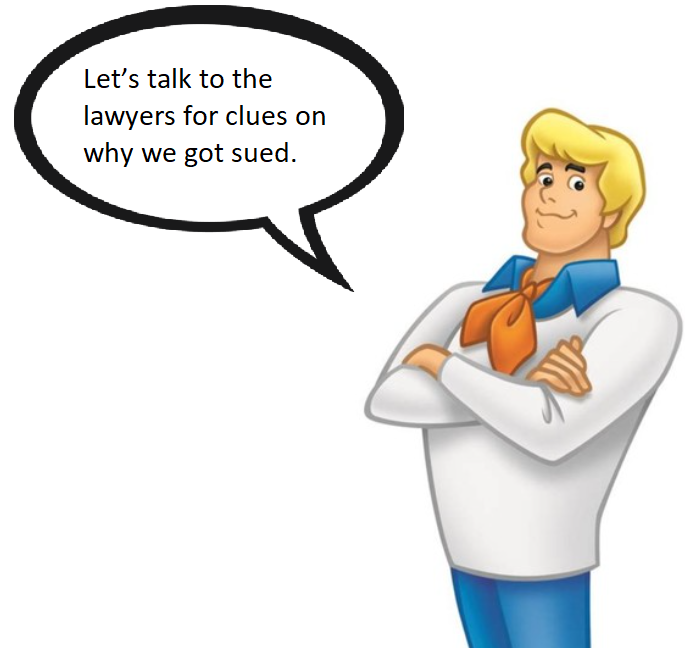 Let’s talk to the
lawyers for clues on
why we got sued.